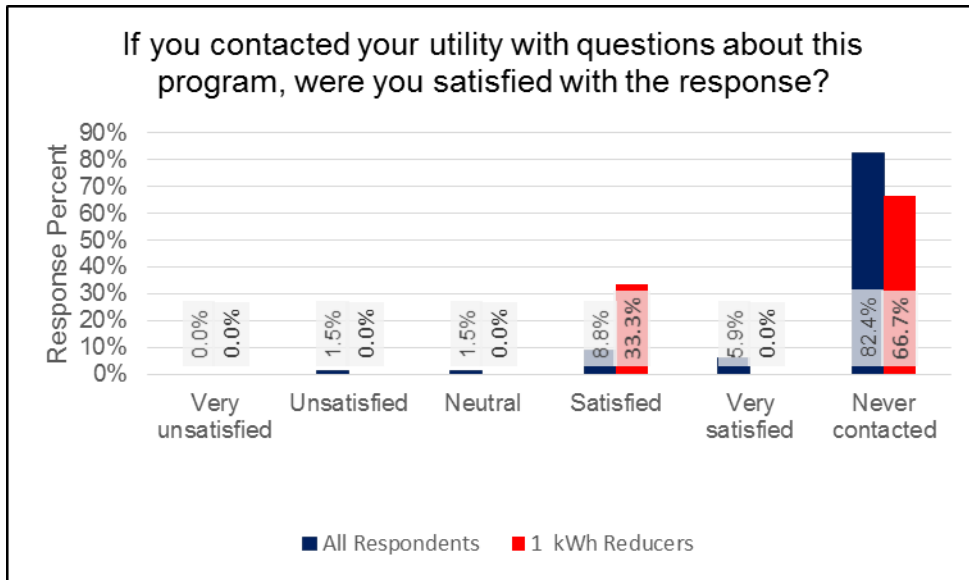 If you contacted your utility with questions about this
program, were you satisfied with the response?
Response Percent
90%
80%
70%
60%
50%
40%
30%
20%
10%
0%
0.0%
0.0%
1.5%
0.0%
1.5%
0.0%
8.8%
33.3%
5.9%
0.0%
82.4%
66.7%
Very
unsatisfied
Unsatisfied
Neutral
Satisfied
Very
satisfied
Never
contacted
All Respondents
1 kWh Reducers